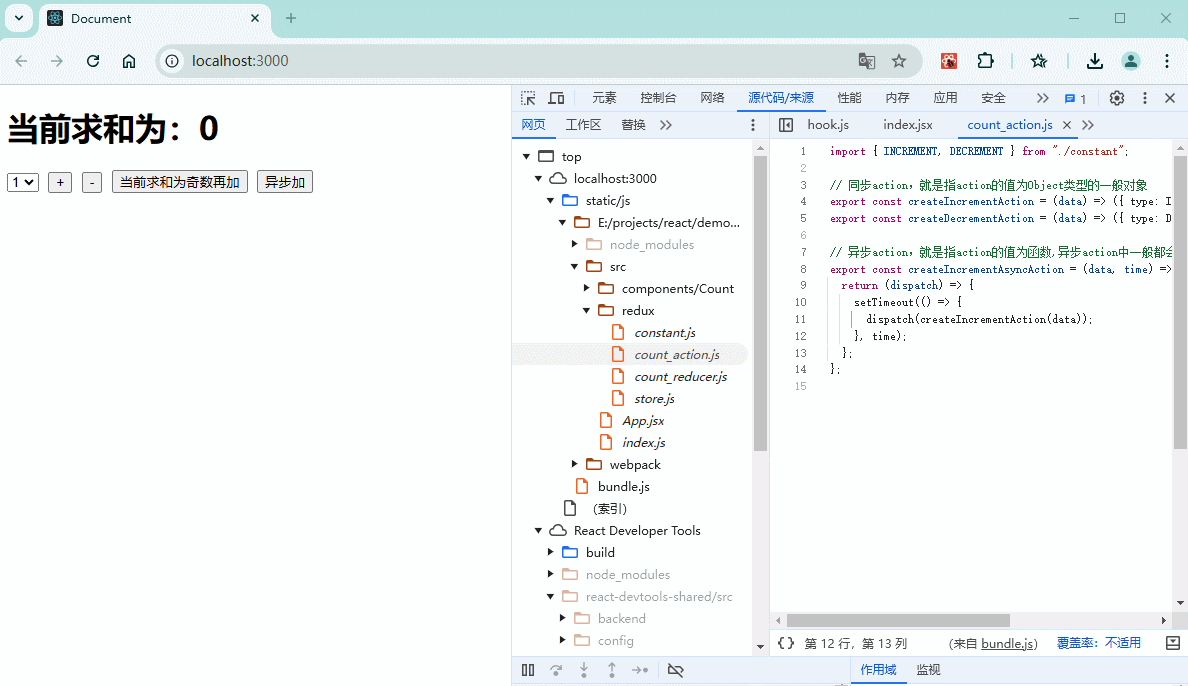 Document
localhost:3000
当前求和为：0
1 + - 当前求和为奇数再加 异步加
元素 控制台 网络 源代码/来源 性能 内存 应用 安全 1
网页 工作区 替换
top
localhost:3000
static/js
E:/projects/react/demo...
node_modules
src
components/Count
redux
constant.js
count_action.js
count_reducer.js
store.js
App.jsx
index.js
webpack
bundle.js
（索引）
React Developer Tools
build
node_modules
react-devtools-shared/src
backend
config
hook.js index.jsx count_action.js
1 import { INCREMENT, DECREMENT } from "./constant";
2
3 // 同步action，就是指action的值为Object类型的一般对象
4 export const createIncrementAction = (data) => ({ type: I
5 export const createDecrementAction = (data) => ({ type: D
6
7 // 异步action，就是指action的值为函数,异步action中一般都会
8 export const createIncrementAsyncAction = (data, time) =>
9 return (dispatch) => {
10 setTimeout(() => {
11 dispatch(createIncrementAction(data));
12 }, time);
13 };
14 };
15
{} 第 12 行，第 13 列 （来自 bundle.js） 覆盖率：不适用
作用域 监视